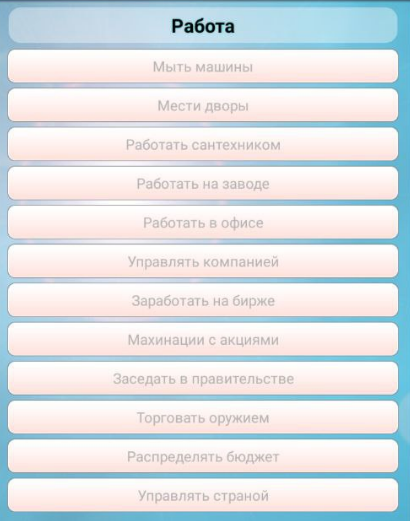 Работа
Мыть машины
Мести дворы
Работать сантехником
Работать на заводе
Работать в офисе
Управлять компанией
Заработать на бирже
Махинации с акциями
Заседать в правительстве
Торговать оружием
Распределять бюджет
Управлять страной